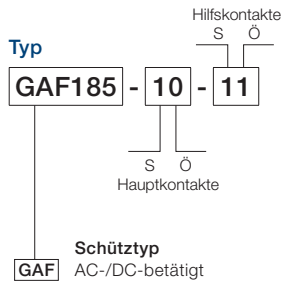 Hilfskontakte
S Ö
Typ
GAF185 - 10 - 11
S Ö
Hauptkontakte
Schütztyp
GAF AC-/DC-betätigt